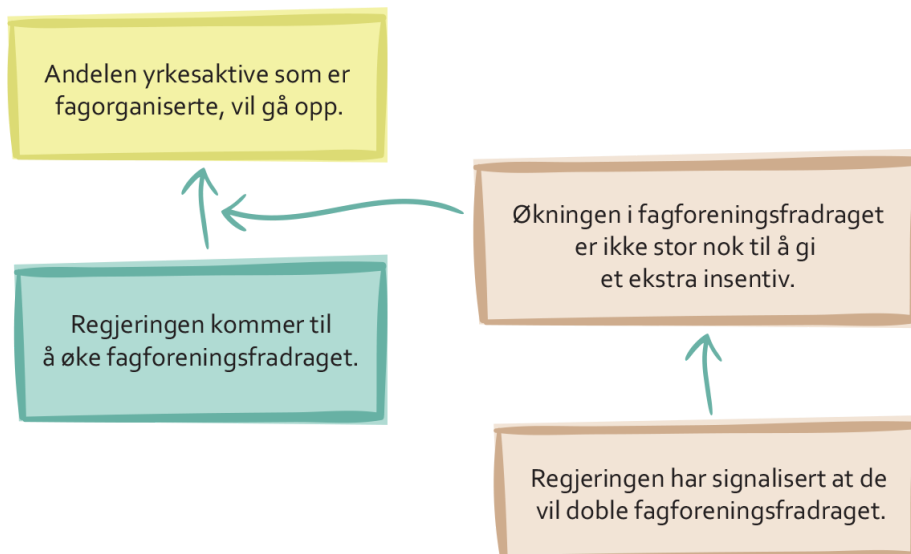 Andelen yrkesaktive som er
fagorganiserte, vil gå opp.
Økningen i fagforeningsfradraget
er ikke stor nok til å gi
et ekstra insentiv.
Regjeringen kommer til
å øke fagforeningsfradraget.
Regjeringen har signalisert at de
vil doble fagforeningsfradraget.